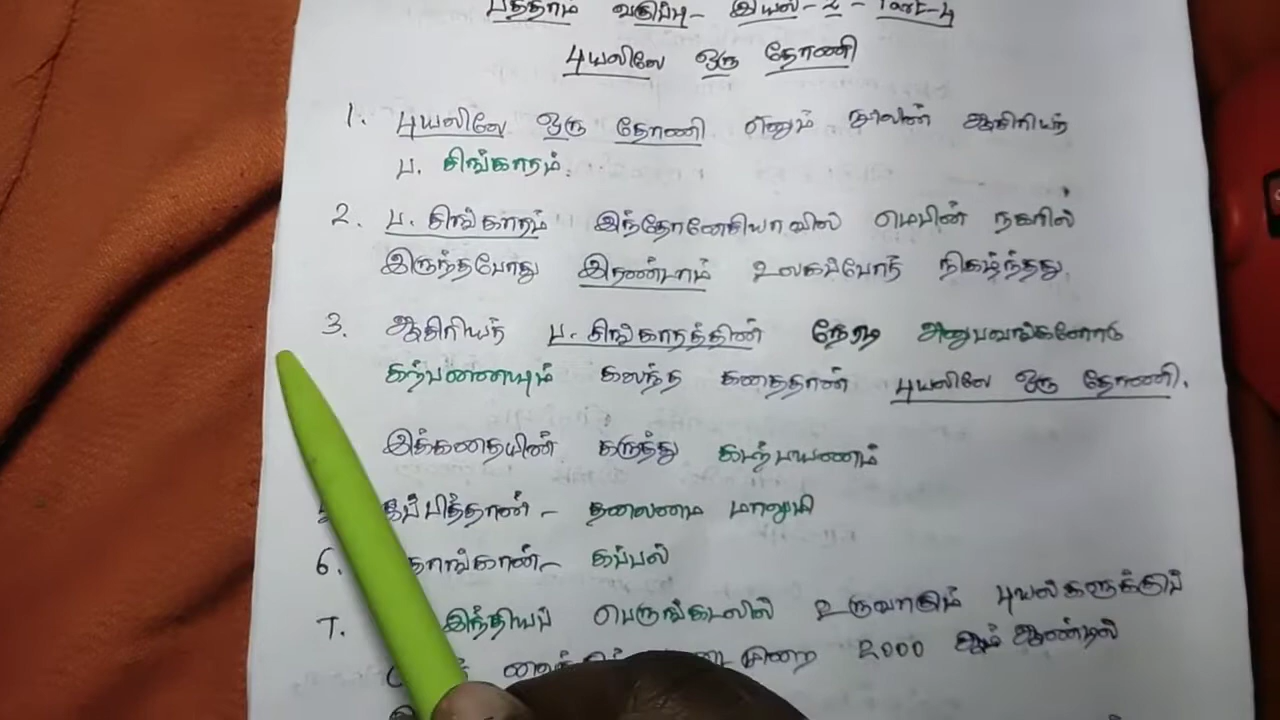 பத்தாம் வகுப்பு - இயல் - 2 - Part - 4
புயலிலே ஒரு தோணி
1. புயலிலே ஒரு தோணி எனும் நூலின் ஆசிரியர்
ப. சிங்காரம்.
2. ப. சிங்காரம் இந்தோனேசியாவில் மெபின் நகரில்
இருந்தபோது இரண்டாம் உலகப்போர் நிகழ்ந்தது.
3. ஆசிரியர் ப. சிங்காரத்தின் நேரடி அனுபவங்களோடு
கற்பனையும் கலந்த கதைதான் புயலிலே ஒரு தோணி.
இக்கதையின் கருத்து கடற்பயணம்
கப்பித்தான் - தலைமை மாலுமி
6. தொங்கான் - கப்பல்
7. இந்தியப் பெருங்கடலில் உருவாகும் புயல்களுக்குப்
2000 ஆம் ஆண்டில்